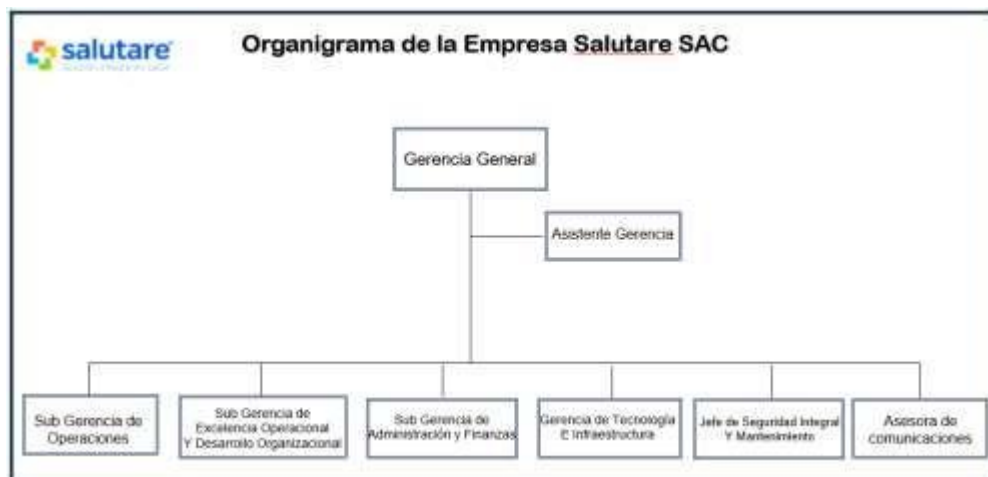 salutare
Organigrama de la Empresa Salutare SAC
Gerencia General
Asistente Gerencia
Sub Gerencia de
Operaciones
Sub Gerencia de
Excelencia Operacional
Y Desarrollo Organizacional
Sub Gerencia de
Administración y Finanzas
Gerencia de Tecnología
E Infraestructura
Jefe de Seguridad Integral
Y Mantenimiento
Asesora de
comunicaciones